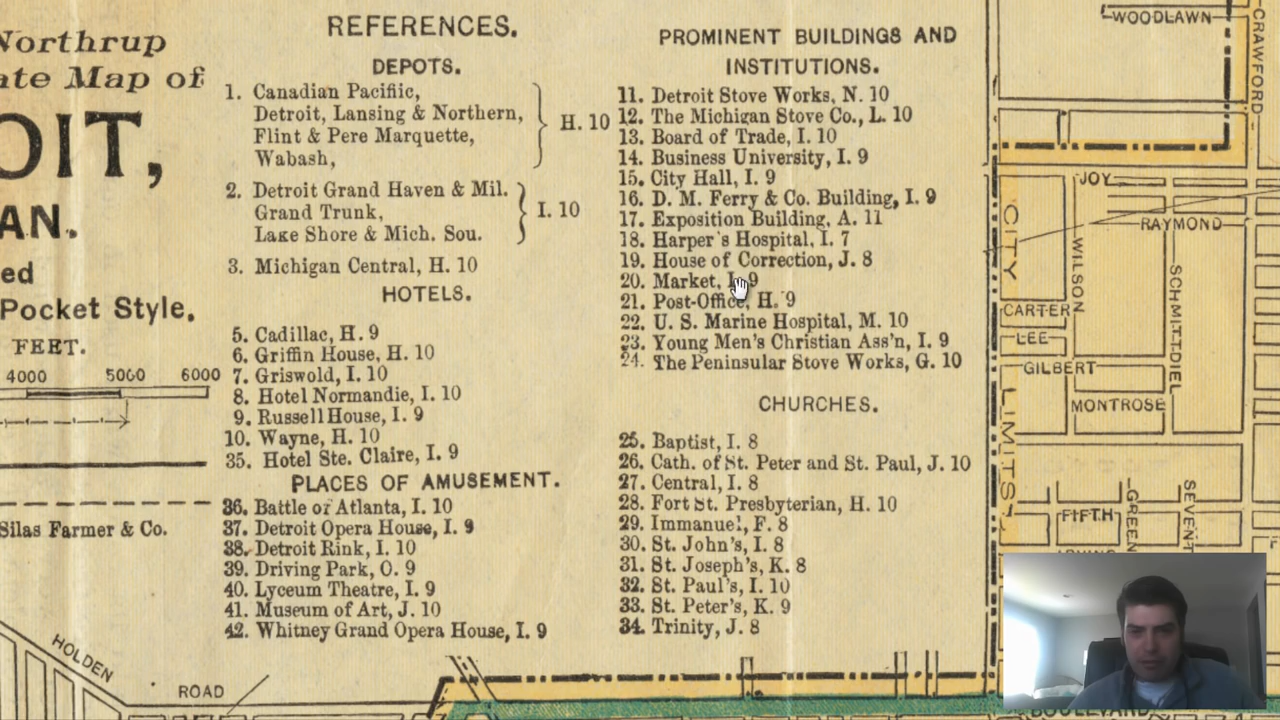 Northrup
ate Map of
OIT,
AN.
ed
Pocket Style.
FEET.
4000 5000 6000
Silas Farmer & Co.
HOLDEN
ROAD
REFERENCES.
DEPOTS.
1. Canadian Pacific,
Detroit, Lansing & Northern,
Flint & Pere Marquette,
Wabash,
H. 10
2. Detroit Grand Haven & Mil.
Grand Trunk,
Lake Shore & Mich. Sou.
I. 10
3. Michigan Central, H. 10
HOTELS.
5. Cadillac, H. 9
6. Griffin House, H. 10
7. Griswold, I. 10
8. Hotel Normandie, I. 10
9. Russell House, I. 9
10. Wayne, H. 10
35. Hotel Ste. Claire, I. 9
PLACES OF AMUSEMENT.
36. Battle of Atlanta, I. 10
37. Detroit Opera House, I. 9
38. Detroit Rink, I. 10
39. Driving Park, O. 9
40. Lyceum Theatre, I. 9
41. Museum of Art, J. 10
42. Whitney Grand Opera House, I. 9
PROMINENT BUILDINGS AND
INSTITUTIONS.
11. Detroit Stove Works, N. 10
12. The Michigan Stove Co., L. 10
13. Board of Trade, I. 10
14. Business University, I. 9
15. City Hall, I. 9
16. D. M. Ferry & Co. Building, I. 9
17. Exposition Building, A. 11
18. Harper's Hospital, I. 7
19. House of Correction, J. 8
20. Market, I. 9
21. Post-Office, H. 9
22. U. S. Marine Hospital, M. 10
23. Young Men's Christian Ass'n, I. 9
24. The Peninsular Stove Works, G. 10
CHURCHES.
25. Baptist, I. 8
26. Cath. of St. Peter and St. Paul, J. 10
27. Central, I. 8
28. Fort St. Presbyterian, H. 10
29. Immanuel, F. 8
30. St. John's, I. 8
31. St. Joseph's, K. 8
32. St. Paul's, I. 10
33. St. Peter's, K. 9
34. Trinity, J. 8
WOODLAWN
CRAWFORD
JOY
RAYMOND
CITY
WILSON
SCHMITTDIEL
CARTER
LEE
GILBERT
MONTROSE
LIMITS
FIFTH
GREEN
SEVENT
BOULEVARD